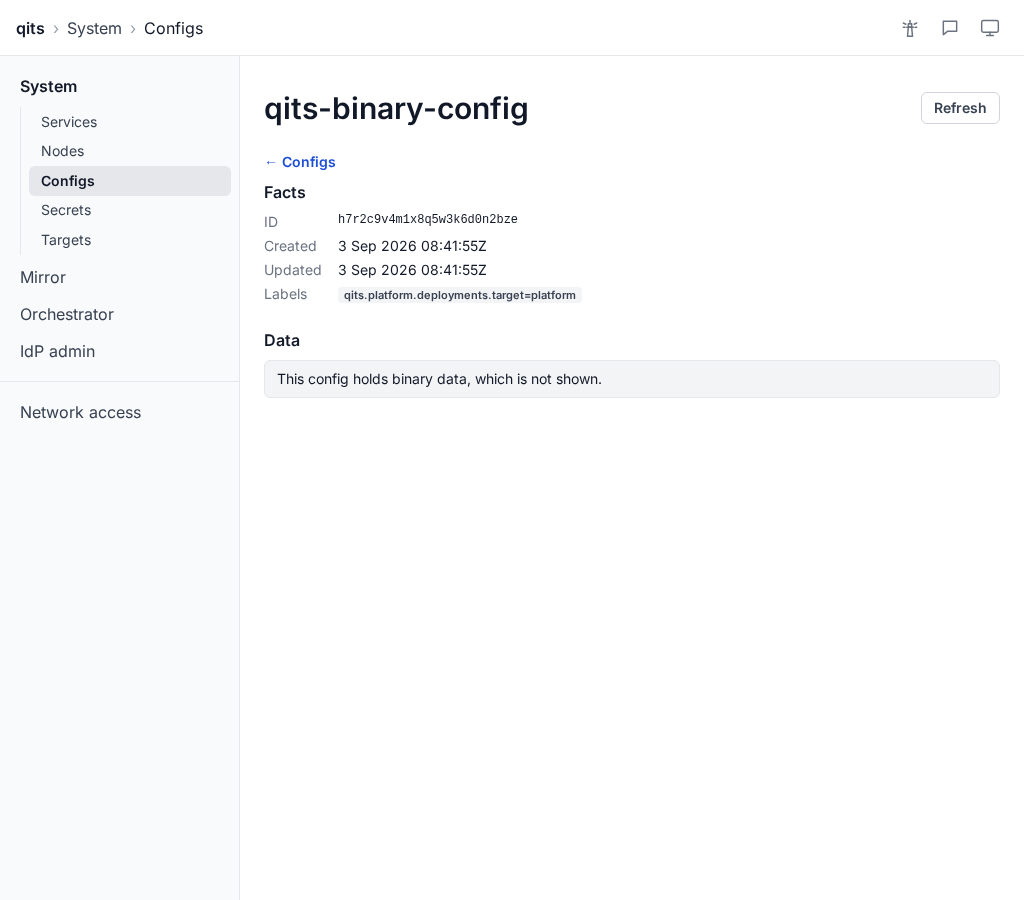 qits › System › Configs
System
Services
Nodes
Configs
Secrets
Targets
Mirror
Orchestrator
IdP admin
Network access
qits-binary-config
Refresh
← Configs
Facts
ID h7r2c9v4m1x8q5w3k6d0n2bze
Created 3 Sep 2026 08:41:55Z
Updated 3 Sep 2026 08:41:55Z
Labels qits.platform.deployments.target=platform
Data
This config holds binary data, which is not shown.